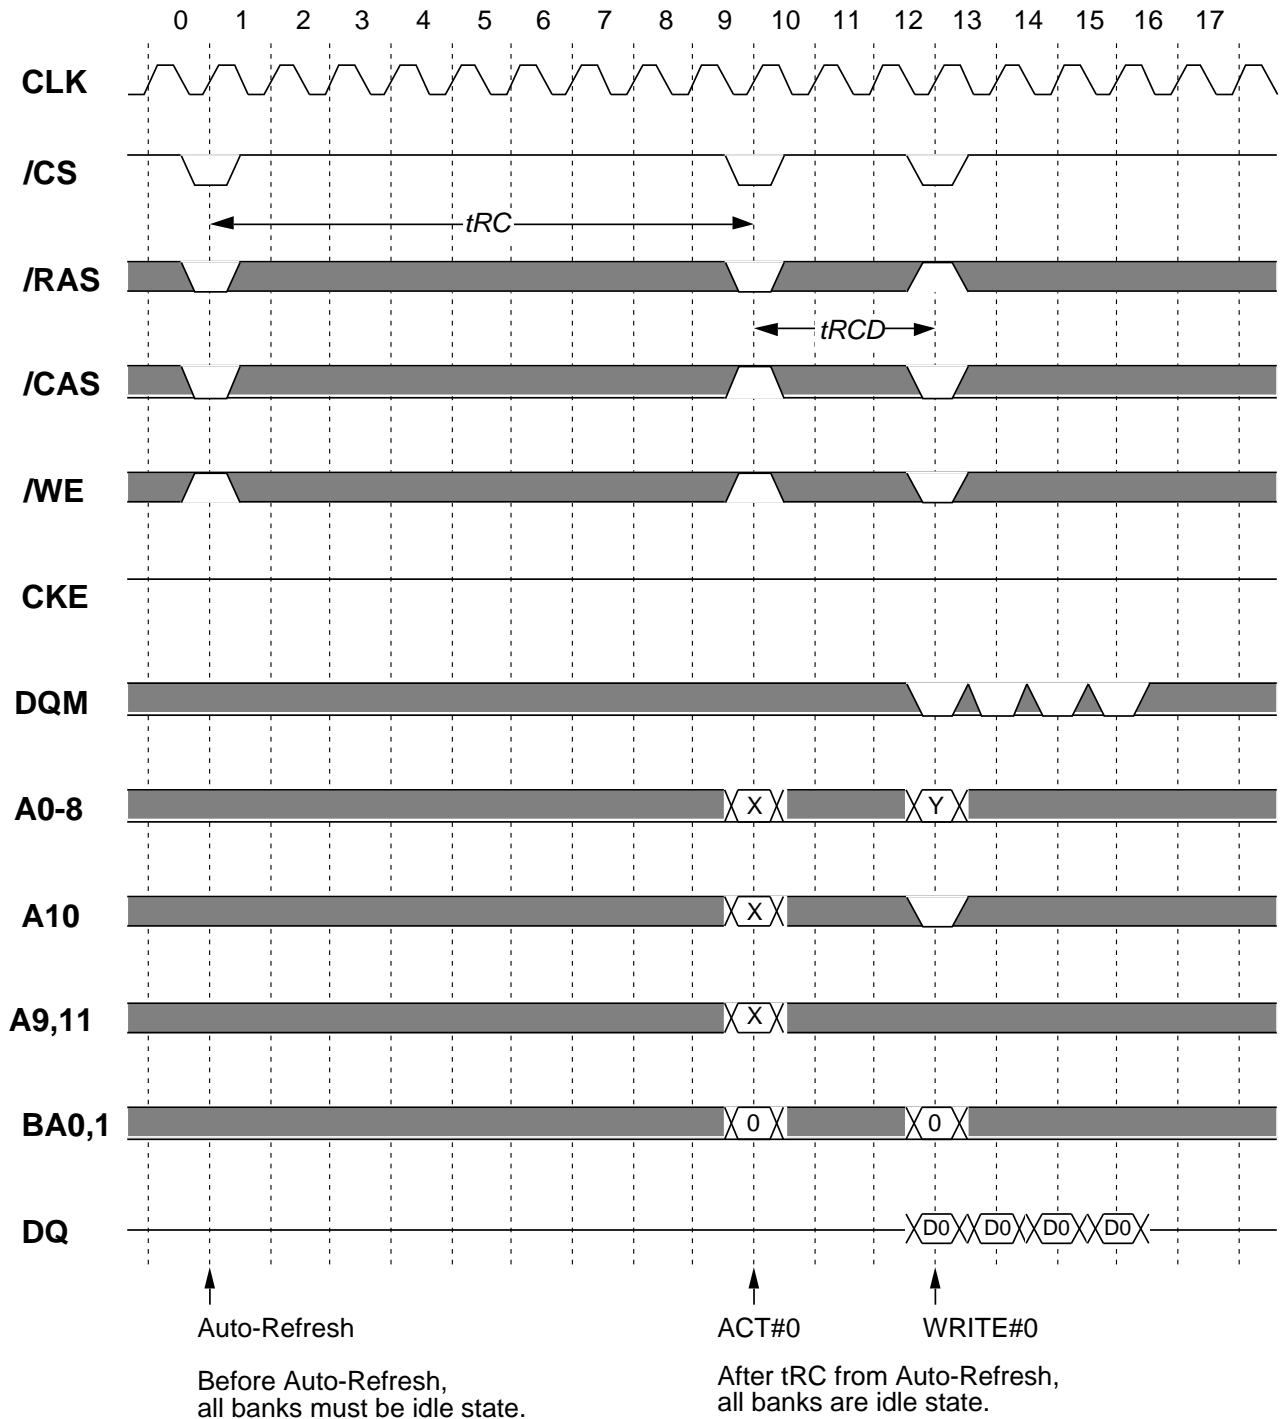 0 1 2 3 4 5 6 7 8 9 10 11 12 13 14 15 16 17
CLK
/CS
tRC
/RAS
tRCD
/CAS
/WE
CKE
DQM
A0-8 X Y
A10 X
A9,11 X
BA0,1 0 0
DQ D0 D0 D0 D0
Auto-Refresh ACT#0 WRITE#0
Before Auto-Refresh,
all banks must be idle state.
After tRC from Auto-Refresh,
all banks are idle state.